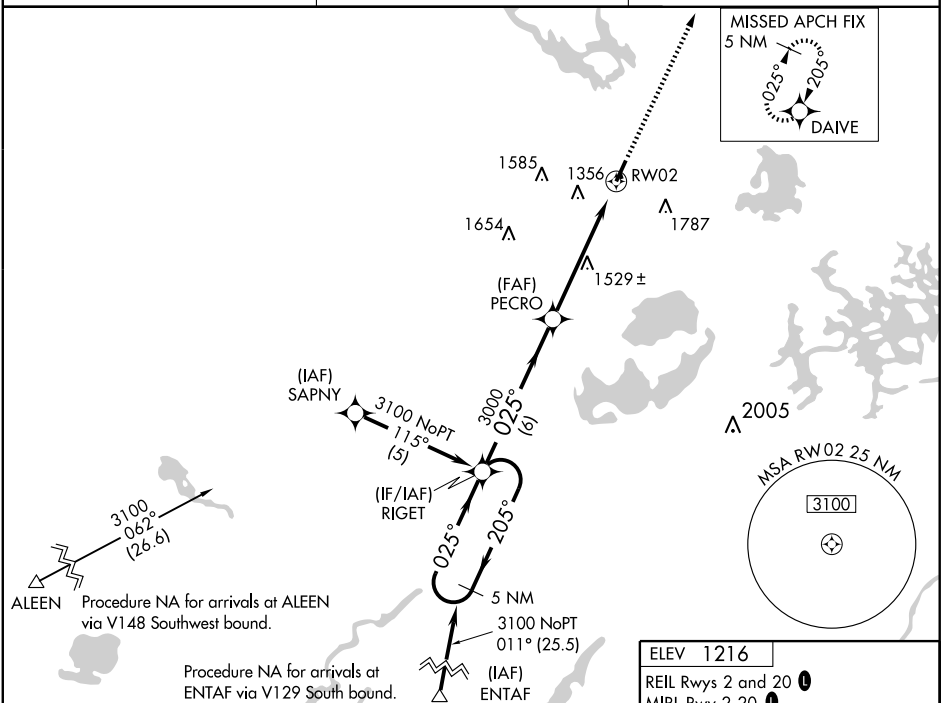 MISSED APCH FIX
5 NM
025°
205°
DAIVE
1585
1356
RW02
1787
1654
1529±
(FAF)
PECRO
(IAF)
SAPNY
3100 NoPT
115°
(5)
3000
025°
(6)
2005
MSA RW02 25 NM
3100
(IF/IAF)
RIGET
025°
205°
3100
062°
(26.6)
ALEEN
Procedure NA for arrivals at ALEEN
via V148 Southwest bound.
5 NM
3100 NoPT
011° (25.5)
Procedure NA for arrivals at
ENTAF via V129 South bound.
(IAF)
ENTAF
ELEV 1216
REIL Rwys 2 and 20 L
MIRL Rwy 2-20 L